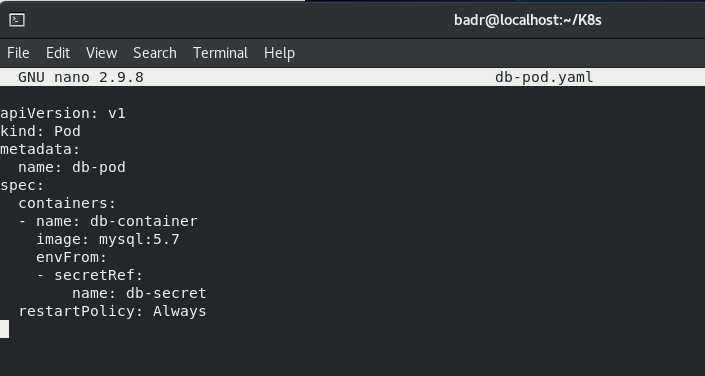 badr@localhost:~/K8s
File Edit View Search Terminal Help
GNU nano 2.9.8 db-pod.yaml
apiVersion: v1
kind: Pod
metadata:
  name: db-pod
spec:
  containers:
  - name: db-container
    image: mysql:5.7
    envFrom:
    - secretRef:
        name: db-secret
  restartPolicy: Always